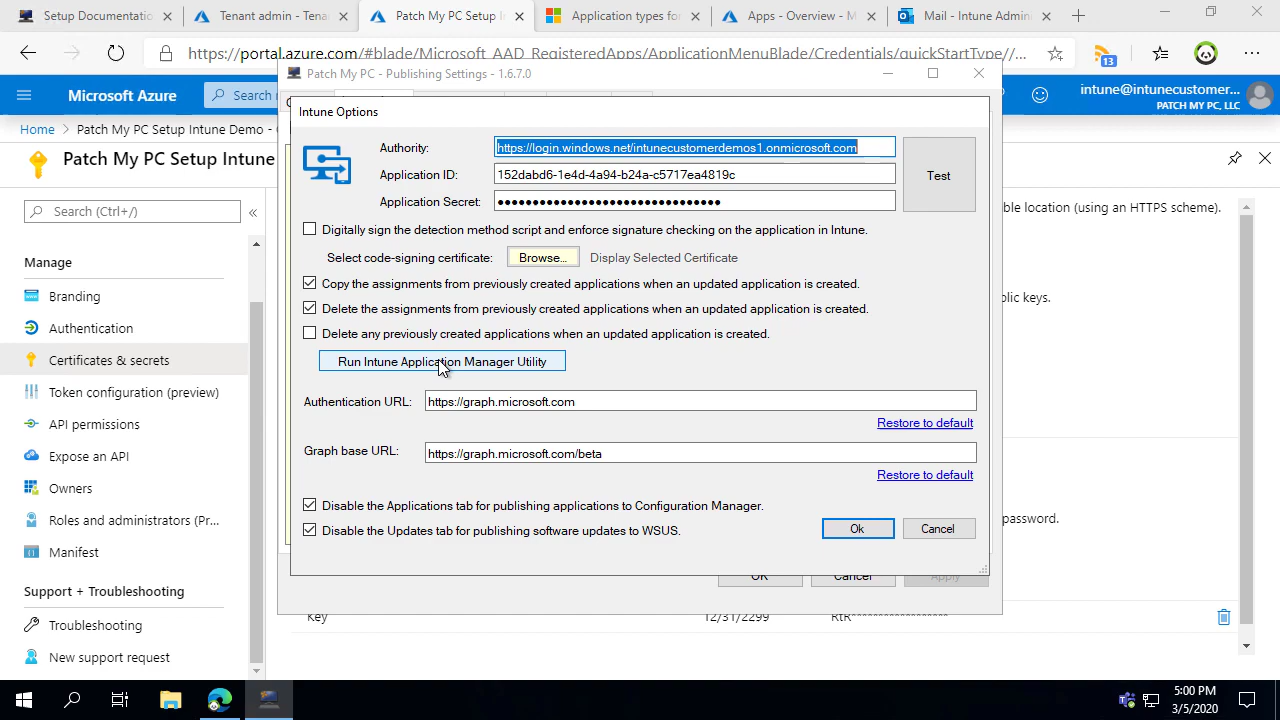 Setup Documentatic
Tenant admin - Tena
Patch My PC Setup I
Application types for
Apps - Overview - M
Mail - Intune Admini
https://portal.azure.com/#blade/Microsoft_AAD_RegisteredApps/ApplicationMenuBlade/Credentials/quickStartType//...
13
Microsoft Azure
Search
intune@intunecustomer...
PATCH MY PC, LLC
Home > Patch My PC Setup Intune Demo -
Patch My PC Setup Intune
Search (Ctrl+/)
Manage
Branding
Authentication
Certificates & secrets
Token configuration (preview)
API permissions
Expose an API
Owners
Roles and administrators (Pr...
Manifest
Support + Troubleshooting
Troubleshooting
New support request
Patch My PC - Publishing Settings - 1.6.7.0
Intune Options
Authority: https://login.windows.net/intunecustomerdemos1.onmicrosoft.com
Application ID: 152dabd6-1e4d-4a94-b24a-c5717ea4819c
Application Secret: ●●●●●●●●●●●●●●●●●●●●●●●●●●●●●●●●
Test
Digitally sign the detection method script and enforce signature checking on the application in Intune.
Select code-signing certificate: Browse... Display Selected Certificate
Copy the assignments from previously created applications when an updated application is created.
Delete the assignments from previously created applications when an updated application is created.
Delete any previously created applications when an updated application is created.
Run Intune Application Manager Utility
Authentication URL: https://graph.microsoft.com
Restore to default
Graph base URL: https://graph.microsoft.com/beta
Restore to default
Disable the Applications tab for publishing applications to Configuration Manager.
Disable the Updates tab for publishing software updates to WSUS.
Ok Cancel
OK Cancel Apply
ble location (using an HTTPS scheme).
lic keys.
password.
Key 12/31/2299 RtR******************
5:00 PM
3/5/2020